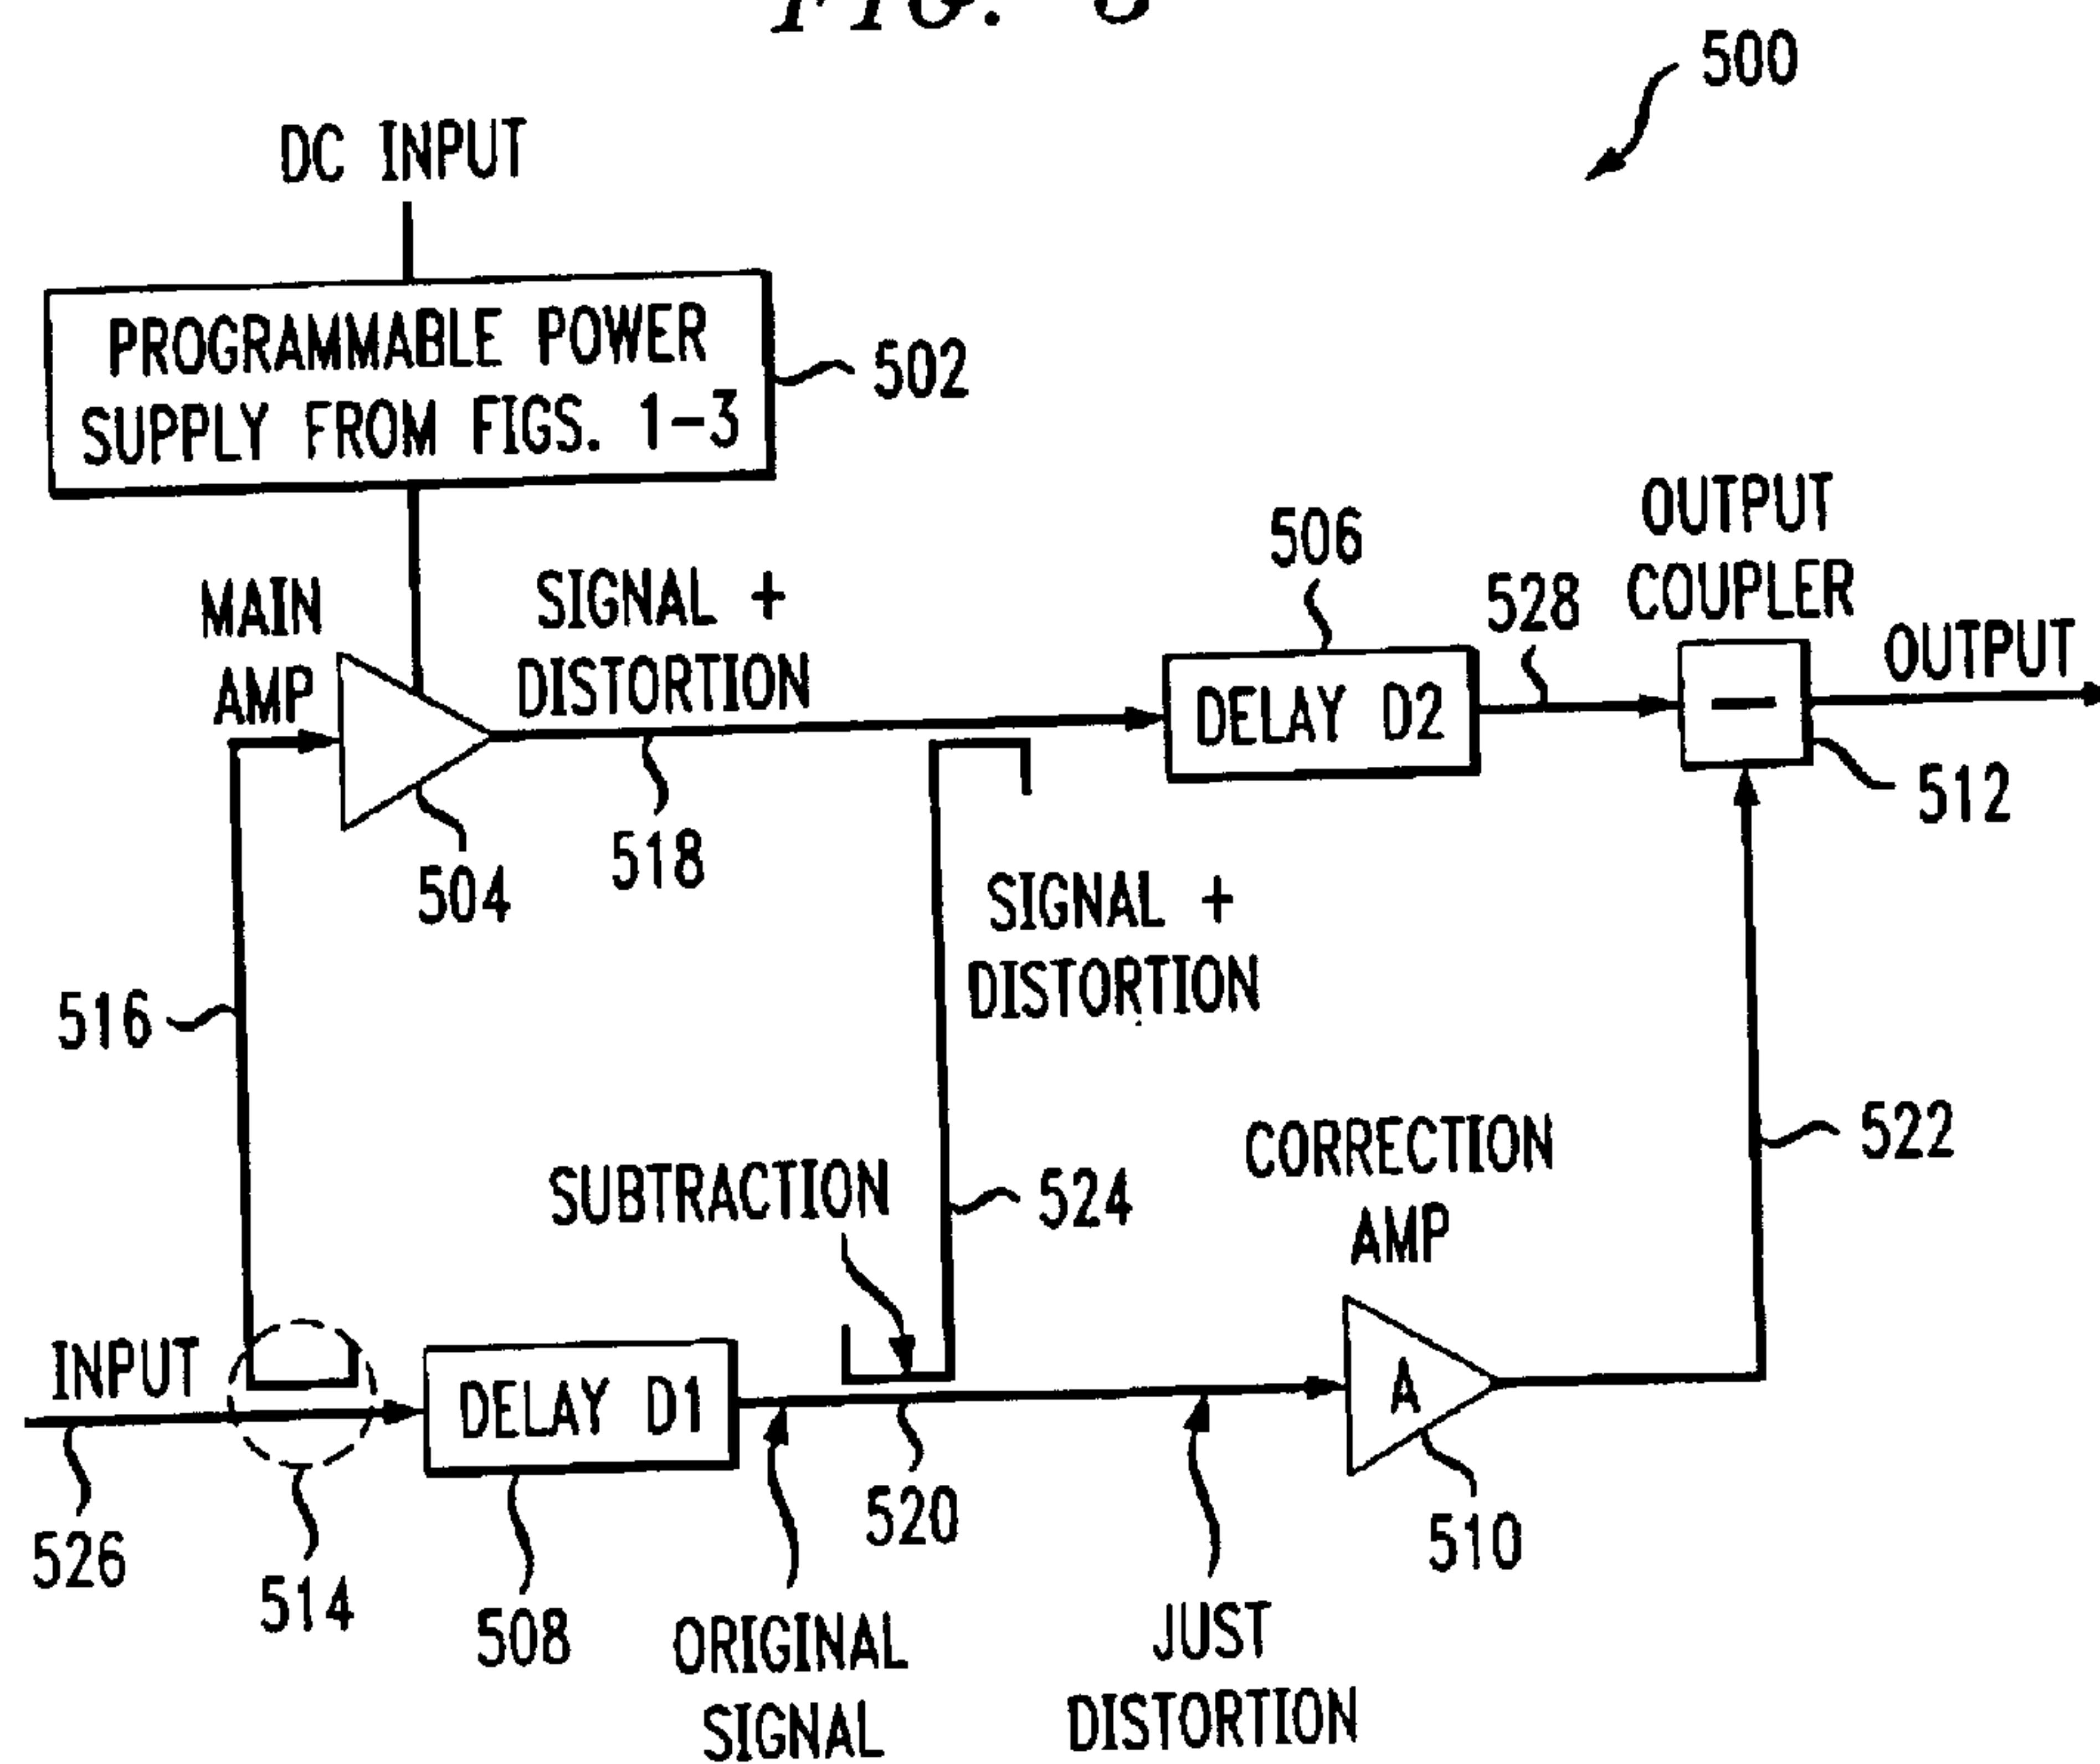 FIG.
500
DC INPUT
PROGRAMMABLE POWER
SUPPLY FROM FIGS. 1-3
502
MAIN
AMP
SIGNAL +
DISTORTION
506
528
OUTPUT
COUPLER
OUTPUT
DELAY D2
—
512
504
518
SIGNAL +
DISTORTION
516
SUBTRACTION
524
CORRECTION
AMP
522
INPUT
DELAY D1
A
526
514
508
520
510
ORIGINAL
SIGNAL
JUST
DISTORTION